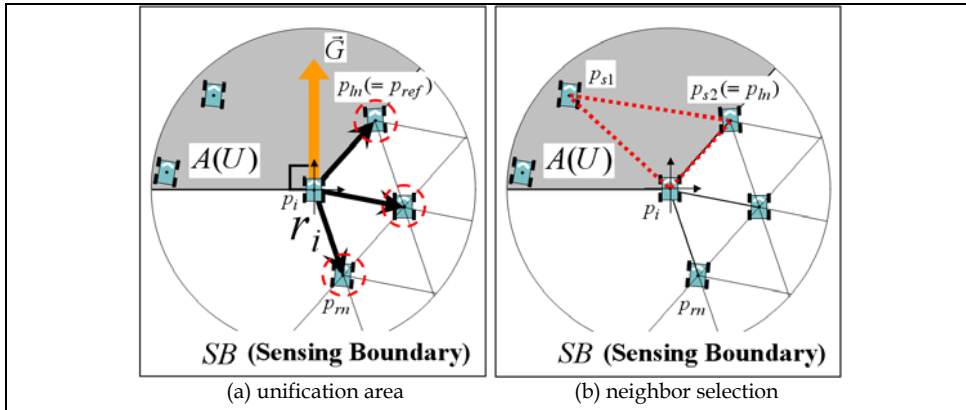 G⃗
p_ln(= p_ref)
A(U)
p_i
r_i
p_rn
SB (Sensing Boundary)
(a) unification area
p_s1
p_s2(= p_ln)
A(U)
p_i
p_rn
SB (Sensing Boundary)
(b) neighbor selection